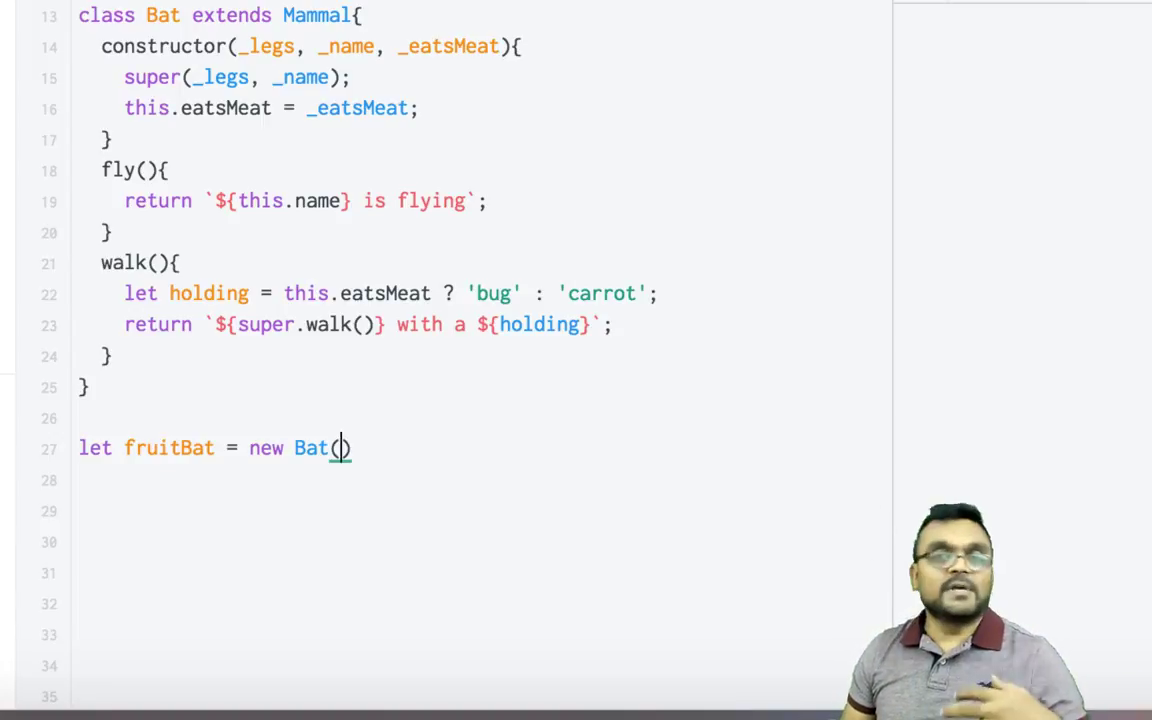 13 class Bat extends Mammal{
14 constructor(_legs, _name, _eatsMeat){
15 super(_legs, _name);
16 this.eatsMeat = _eatsMeat;
17 }
18 fly(){
19 return `${this.name} is flying`;
20 }
21 walk(){
22 let holding = this.eatsMeat ? 'bug' : 'carrot';
23 return `${super.walk()} with a ${holding}`;
24 }
25 }
26
27 let fruitBat = new Bat()
28
29
30
31
32
33
34
35